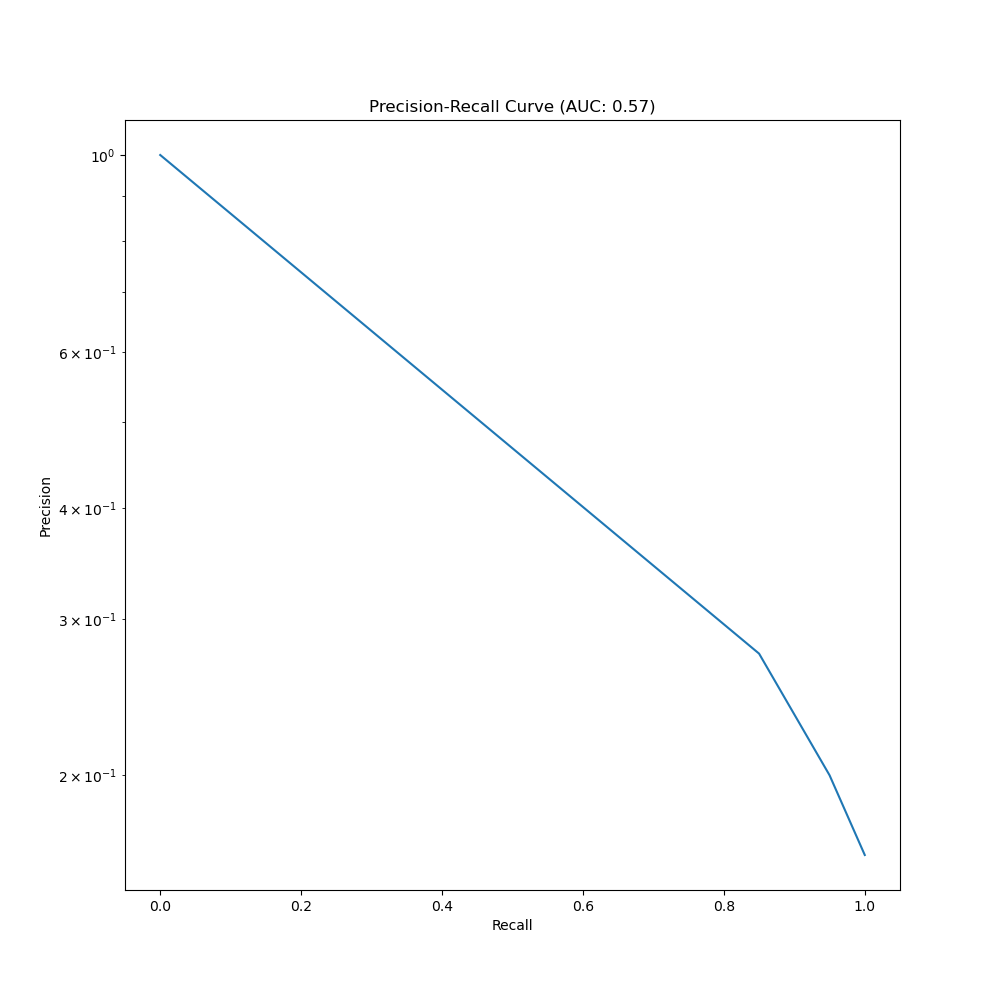 Precision-Recall Curve (AUC: 0.57)
10⁰
6 × 10⁻¹
4 × 10⁻¹
3 × 10⁻¹
2 × 10⁻¹
Precision
0.0 0.2 0.4 0.6 0.8 1.0
Recall